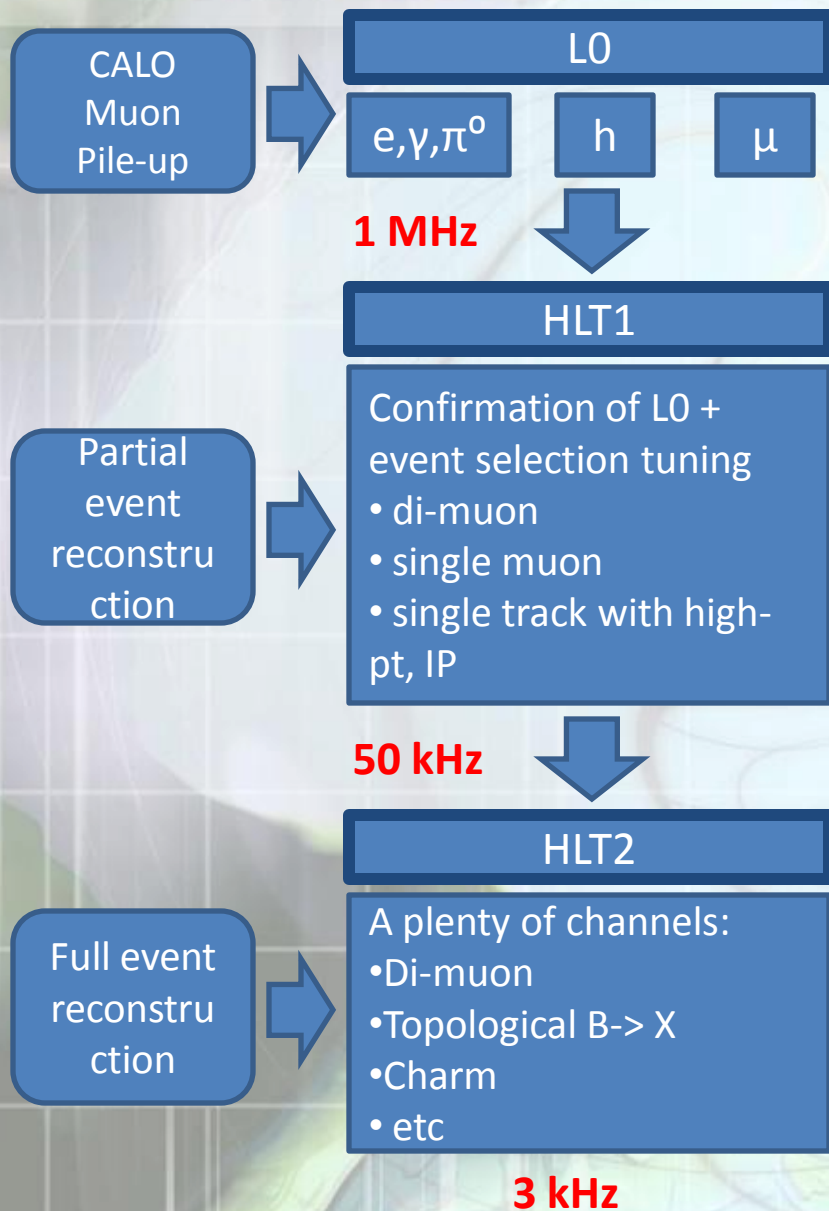 CALO
Muon
Pile-up
L0
e,γ,π⁰
h
μ
1 MHz
HLT1
Partial
event
reconstru
ction
Confirmation of L0 +
event selection tuning
• di-muon
• single muon
• single track with high-
pt, IP
50 kHz
HLT2
Full event
reconstru
ction
A plenty of channels:
•Di-muon
•Topological B-> X
•Charm
• etc
3 kHz